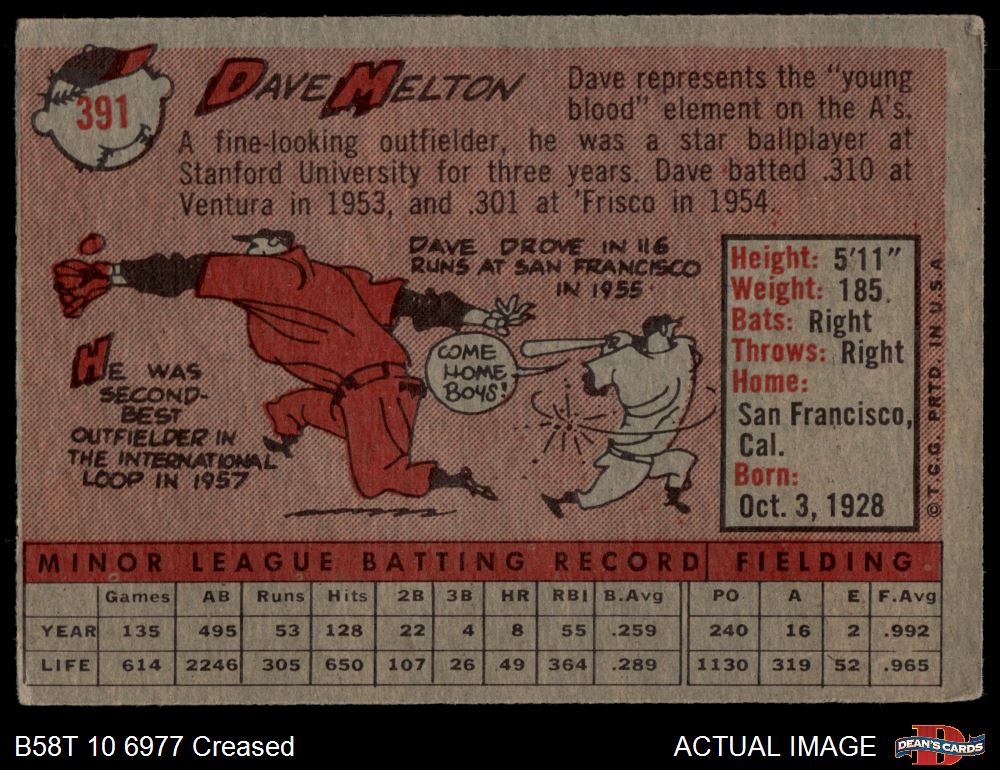 391
DAVE MELTON
Dave represents the "young
blood" element on the A's.
A fine-looking outfielder, he was a star ballplayer at
Stanford University for three years. Dave batted .310 at
Ventura in 1953, and .301 at 'Frisco in 1954.
DAVE DROVE IN 116
RUNS AT SAN FRANCISCO
IN 1955.
COME
HOME
BOYS!
HE WAS
SECOND-
BEST
OUTFIELDER IN
THE INTERNATIONAL
LOOP IN 1957
Height: 5'11"
Weight: 185.
Bats: Right
Throws: Right
Home:
San Francisco,
Cal.
Born:
Oct. 3, 1928
© T.C.G. PRTD. IN U.S.A.
MINOR LEAGUE BATTING RECORD FIELDING
Games AB Runs Hits 2B 3B HR RBI B.Avg PO A E F.Avg
YEAR 135 495 53 128 22 4 8 55 .259 240 16 2 .992
LIFE 614 2246 305 650 107 26 49 364 .289 1130 319 52 .965
B58T 10 6977 Creased
ACTUAL IMAGE
D
DEAN'S CARDS